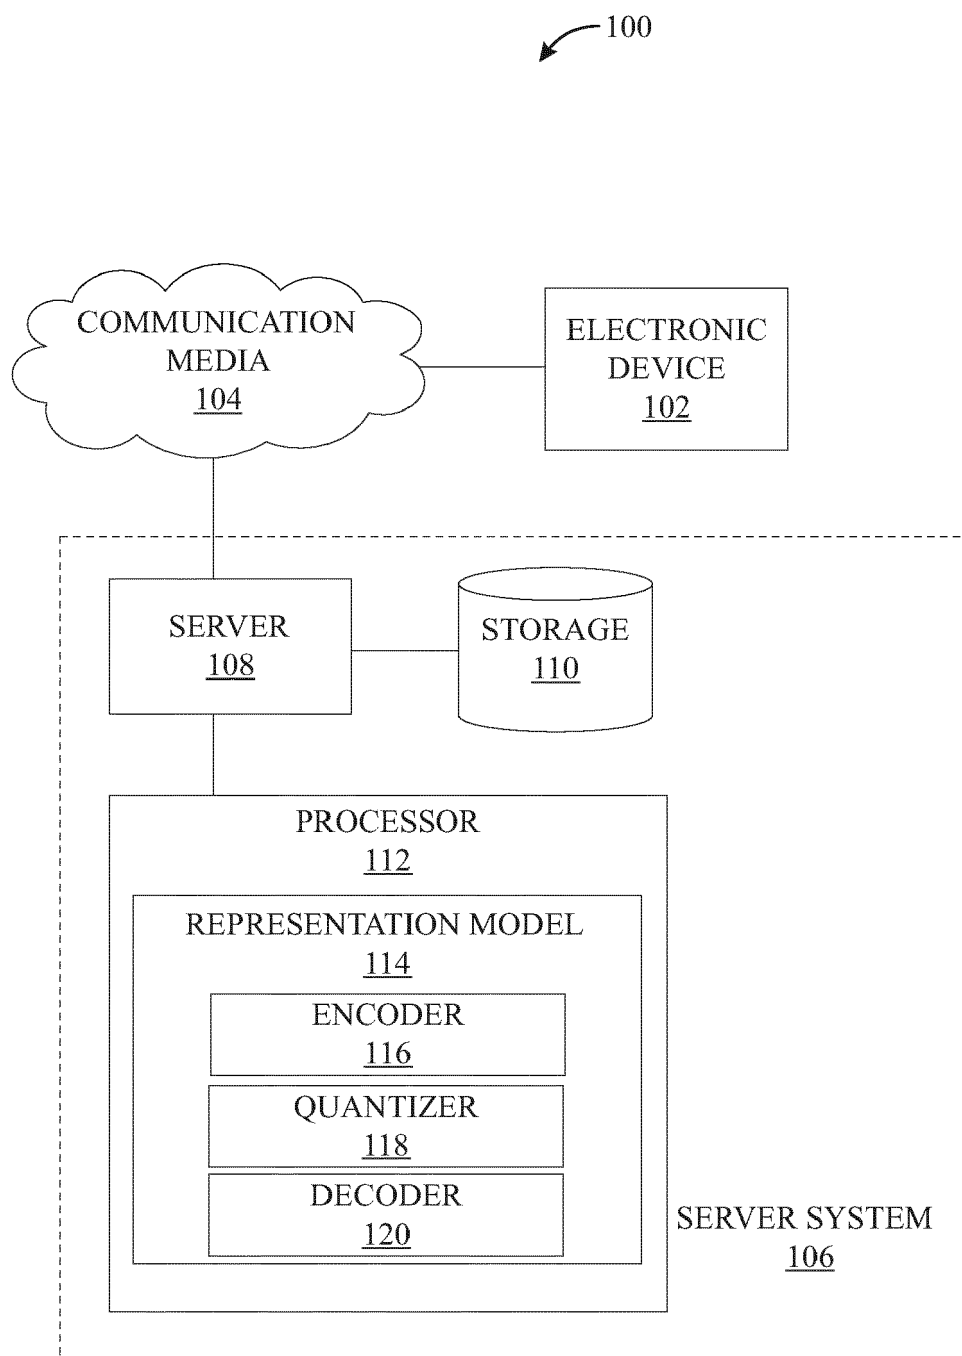 100
COMMUNICATION
MEDIA
104
ELECTRONIC
DEVICE
102
SERVER
108
STORAGE
110
PROCESSOR
112
REPRESENTATION MODEL
114
ENCODER
116
QUANTIZER
118
DECODER
120
SERVER SYSTEM
106